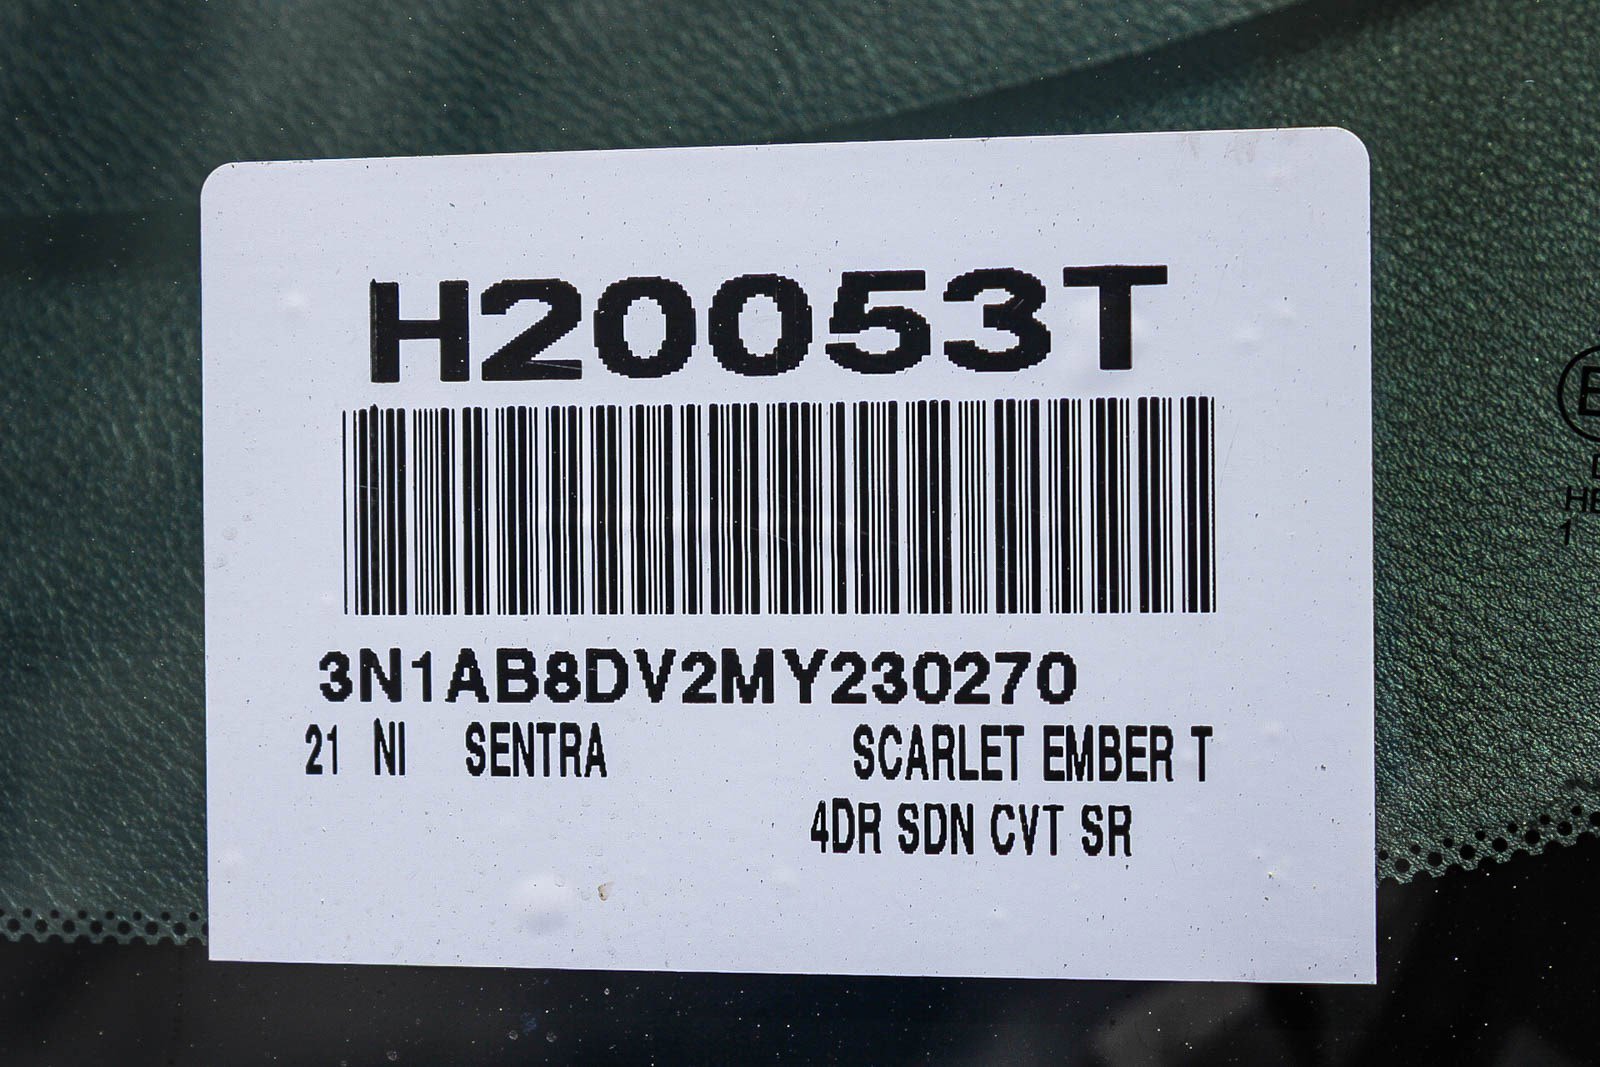 H20053T
3N1AB8DV2MY230270
21 NI SENTRA SCARLET EMBER T
4DR SDN CVT SR